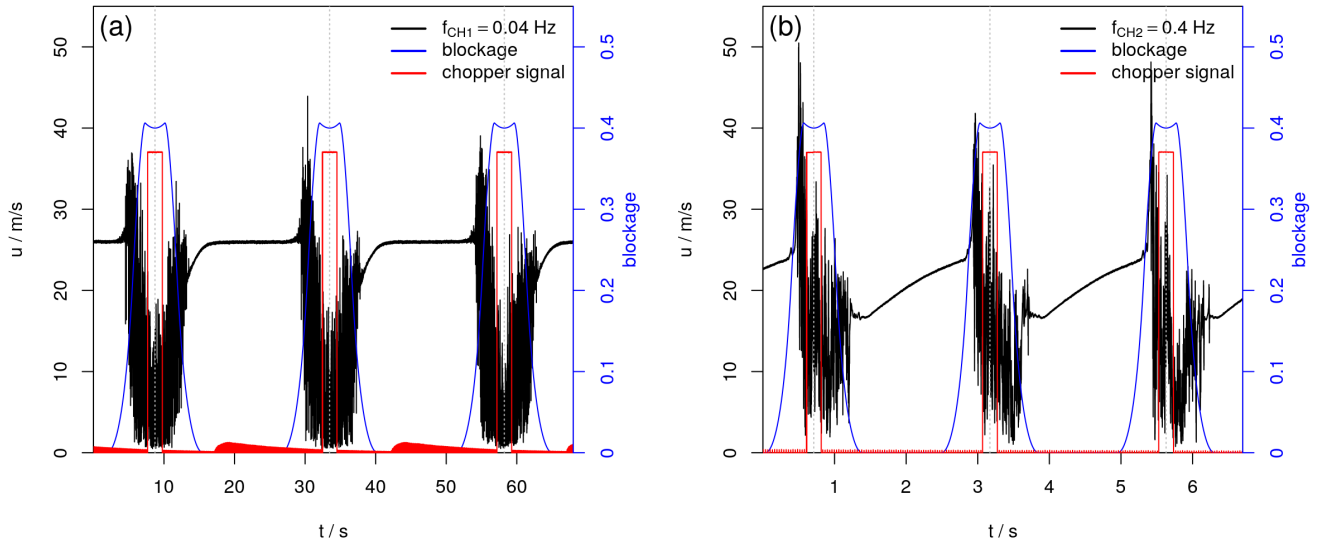 (a)
f_CH1 = 0.04 Hz
blockage
chopper signal
u / m/s
50
40
30
20
10
0
0.5
0.4
0.3
0.2
0.1
0
blockage
10 20 30 40 50 60
t / s
(b)
f_CH2 = 0.4 Hz
blockage
chopper signal
u / m/s
50
40
30
20
10
0
0.5
0.4
0.3
0.2
0.1
0
blockage
1 2 3 4 5 6
t / s